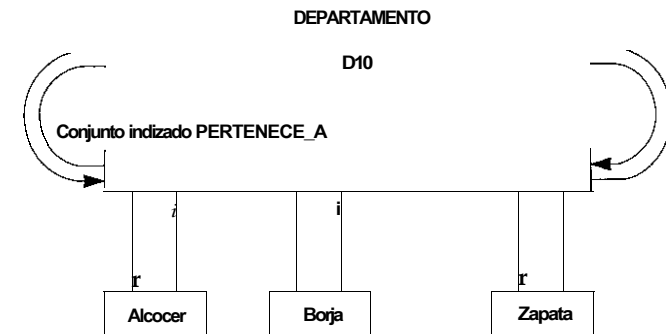 DEPARTAMENTO
D10
Conjunto indizado PERTENECE_A
i
i
r
r
Alcocer
Borja
Zapata